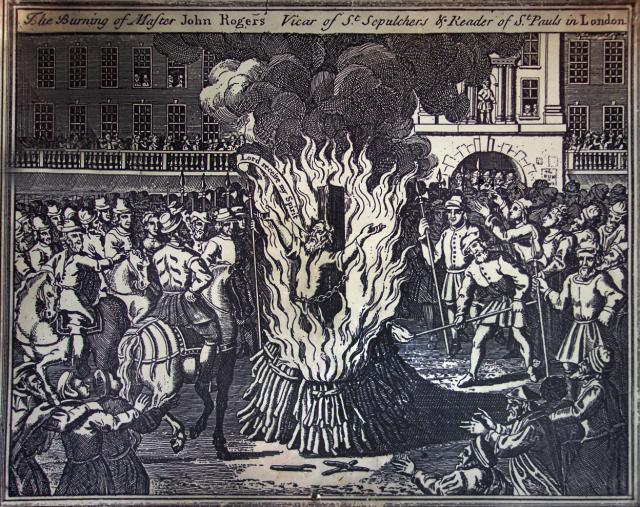 The Burning of Master John Rogers Vicar of St Sepulchers & Reader of St Pauls in London
Lord receive my Spirit